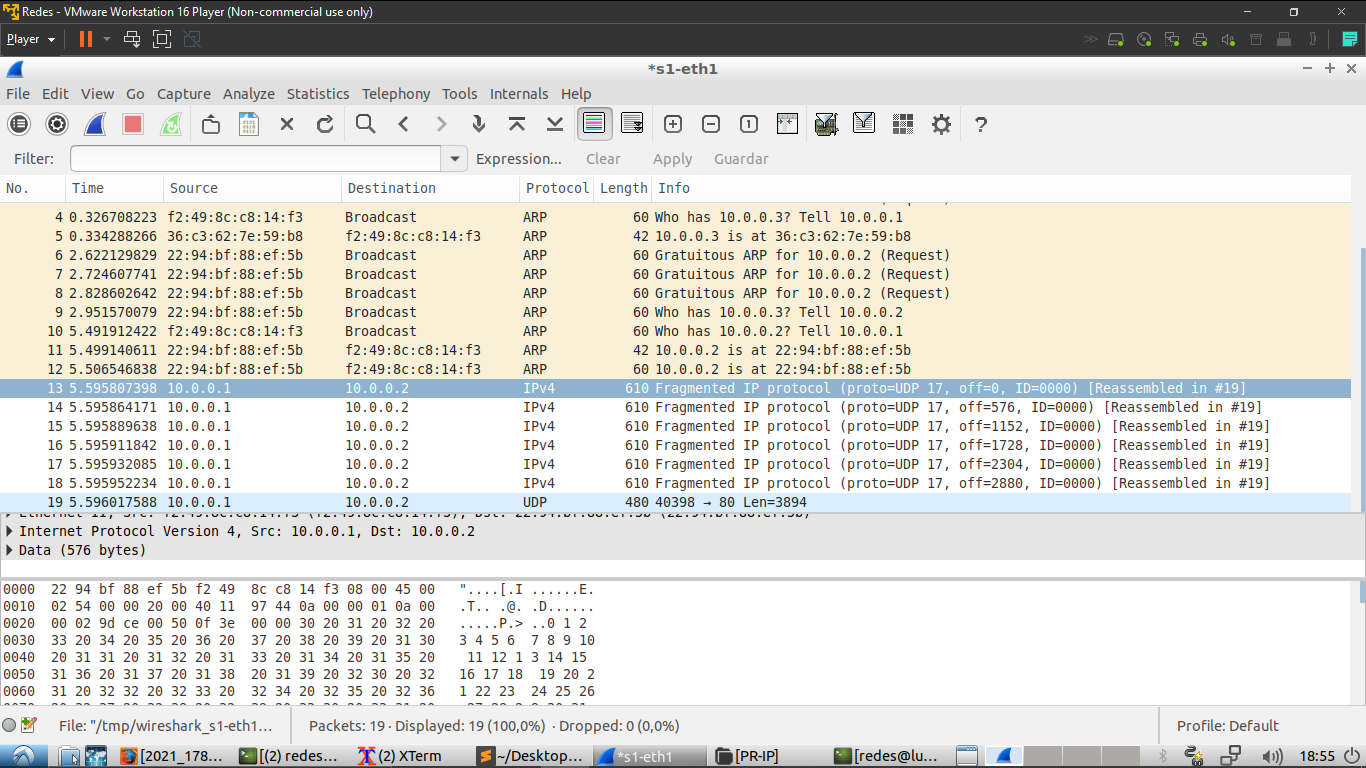 Redes - VMware Workstation 16 Player (Non-commercial use only)
Player
*s1-eth1
File Edit View Go Capture Analyze Statistics Telephony Tools Internals Help
Filter: Expression... Clear Apply Guardar
No. Time Source Destination Protocol Length Info
4 0.326708223 f2:49:8c:c8:14:f3 Broadcast ARP 60 Who has 10.0.0.3? Tell 10.0.0.1
5 0.334288266 36:c3:62:7e:59:b8 f2:49:8c:c8:14:f3 ARP 42 10.0.0.3 is at 36:c3:62:7e:59:b8
6 2.622129829 22:94:bf:88:ef:5b Broadcast ARP 60 Gratuitous ARP for 10.0.0.2 (Request)
7 2.724607741 22:94:bf:88:ef:5b Broadcast ARP 60 Gratuitous ARP for 10.0.0.2 (Request)
8 2.828602642 22:94:bf:88:ef:5b Broadcast ARP 60 Gratuitous ARP for 10.0.0.2 (Request)
9 2.951570079 22:94:bf:88:ef:5b Broadcast ARP 60 Who has 10.0.0.3? Tell 10.0.0.2
10 5.491912422 f2:49:8c:c8:14:f3 Broadcast ARP 60 Who has 10.0.0.2? Tell 10.0.0.1
11 5.499140611 22:94:bf:88:ef:5b f2:49:8c:c8:14:f3 ARP 42 10.0.0.2 is at 22:94:bf:88:ef:5b
12 5.506546838 22:94:bf:88:ef:5b f2:49:8c:c8:14:f3 ARP 60 10.0.0.2 is at 22:94:bf:88:ef:5b
13 5.595807398 10.0.0.1 10.0.0.2 IPv4 610 Fragmented IP protocol (proto=UDP 17, off=0, ID=0000) [Reassembled in #19]
14 5.595864171 10.0.0.1 10.0.0.2 IPv4 610 Fragmented IP protocol (proto=UDP 17, off=576, ID=0000) [Reassembled in #19]
15 5.595889638 10.0.0.1 10.0.0.2 IPv4 610 Fragmented IP protocol (proto=UDP 17, off=1152, ID=0000) [Reassembled in #19]
16 5.595911842 10.0.0.1 10.0.0.2 IPv4 610 Fragmented IP protocol (proto=UDP 17, off=1728, ID=0000) [Reassembled in #19]
17 5.595932085 10.0.0.1 10.0.0.2 IPv4 610 Fragmented IP protocol (proto=UDP 17, off=2304, ID=0000) [Reassembled in #19]
18 5.595952234 10.0.0.1 10.0.0.2 IPv4 610 Fragmented IP protocol (proto=UDP 17, off=2880, ID=0000) [Reassembled in #19]
19 5.596017588 10.0.0.1 10.0.0.2 UDP 480 40398 → 80 Len=3894
Ethernet II, Src: f2:49:8c:c8:14:f3 (f2:49:8c:c8:14:f3), Dst: 22:94:bf:88:ef:5b (22:94:bf:88:ef:5b)
Internet Protocol Version 4, Src: 10.0.0.1, Dst: 10.0.0.2
Data (576 bytes)
0000 22 94 bf 88 ef 5b f2 49 8c c8 14 f3 08 00 45 00 "....[.I ......E.
0010 02 54 00 00 20 00 40 11 97 44 0a 00 00 01 0a 00 .T.. .@. .D......
0020 00 02 9d ce 00 50 0f 3e 00 00 30 20 31 20 32 20 .....P.> ..0 1 2
0030 33 20 34 20 35 20 36 20 37 20 38 20 39 20 31 30 3 4 5 6 7 8 9 10
0040 20 31 31 20 31 32 20 31 33 20 31 34 20 31 35 20 11 12 1 3 14 15
0050 31 36 20 31 37 20 31 38 20 31 39 20 32 30 20 32 16 17 18 19 20 2
0060 31 20 32 32 20 32 33 20 32 34 20 32 35 20 32 36 1 22 23 24 25 26
File: "/tmp/wireshark_s1-eth1... Packets: 19 · Displayed: 19 (100,0%) · Dropped: 0 (0,0%) Profile: Default
[2021_178... [(2) redes... (2) XTerm ~/Desktop... *s1-eth1 [PR-IP] [redes@lu... 18:55